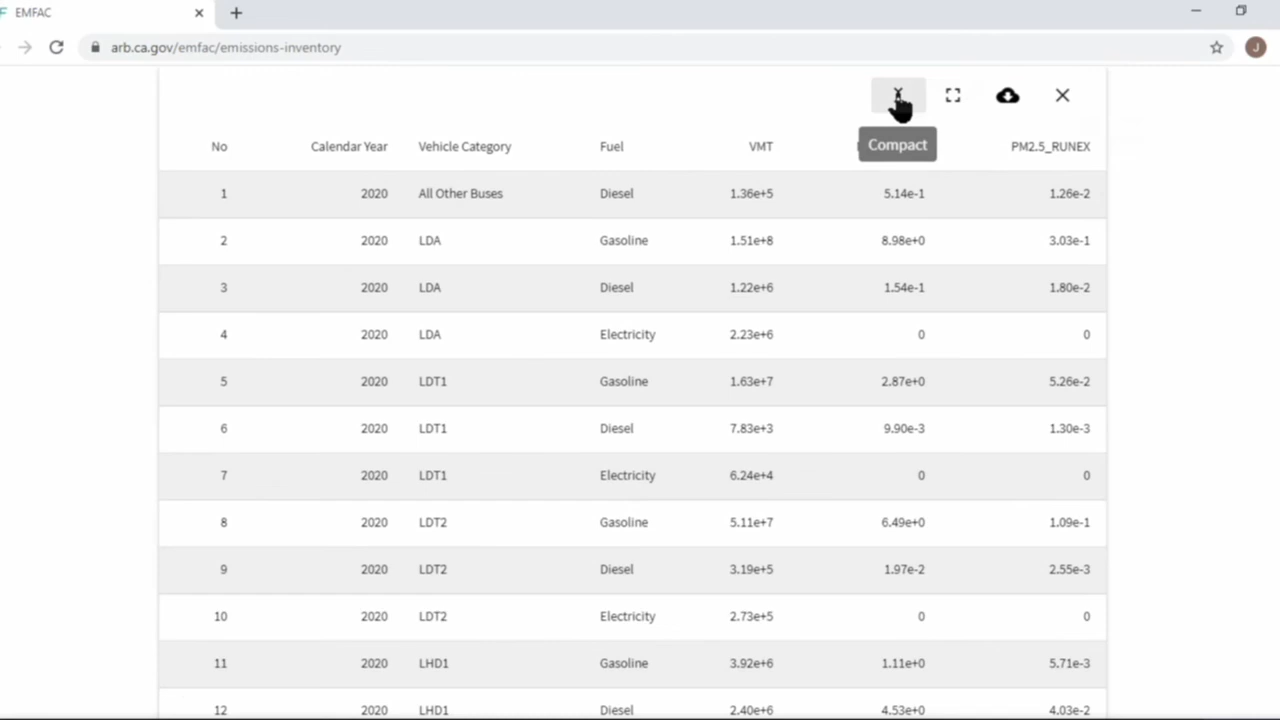 EMFAC
arb.ca.gov/emfac/emissions-inventory
J
Compact
No Calendar Year Vehicle Category Fuel VMT PM2.5_RUNEX
1 2020 All Other Buses Diesel 1.36e+5 5.14e-1 1.26e-2
2 2020 LDA Gasoline 1.51e+8 8.98e+0 3.03e-1
3 2020 LDA Diesel 1.22e+6 1.54e-1 1.80e-2
4 2020 LDA Electricity 2.23e+6 0 0
5 2020 LDT1 Gasoline 1.63e+7 2.87e+0 5.26e-2
6 2020 LDT1 Diesel 7.83e+3 9.90e-3 1.30e-3
7 2020 LDT1 Electricity 6.24e+4 0 0
8 2020 LDT2 Gasoline 5.11e+7 6.49e+0 1.09e-1
9 2020 LDT2 Diesel 3.19e+5 1.97e-2 2.55e-3
10 2020 LDT2 Electricity 2.73e+5 0 0
11 2020 LHD1 Gasoline 3.92e+6 1.11e+0 5.71e-3
12 2020 LHD1 Diesel 2.40e+6 4.53e+0 4.03e-2